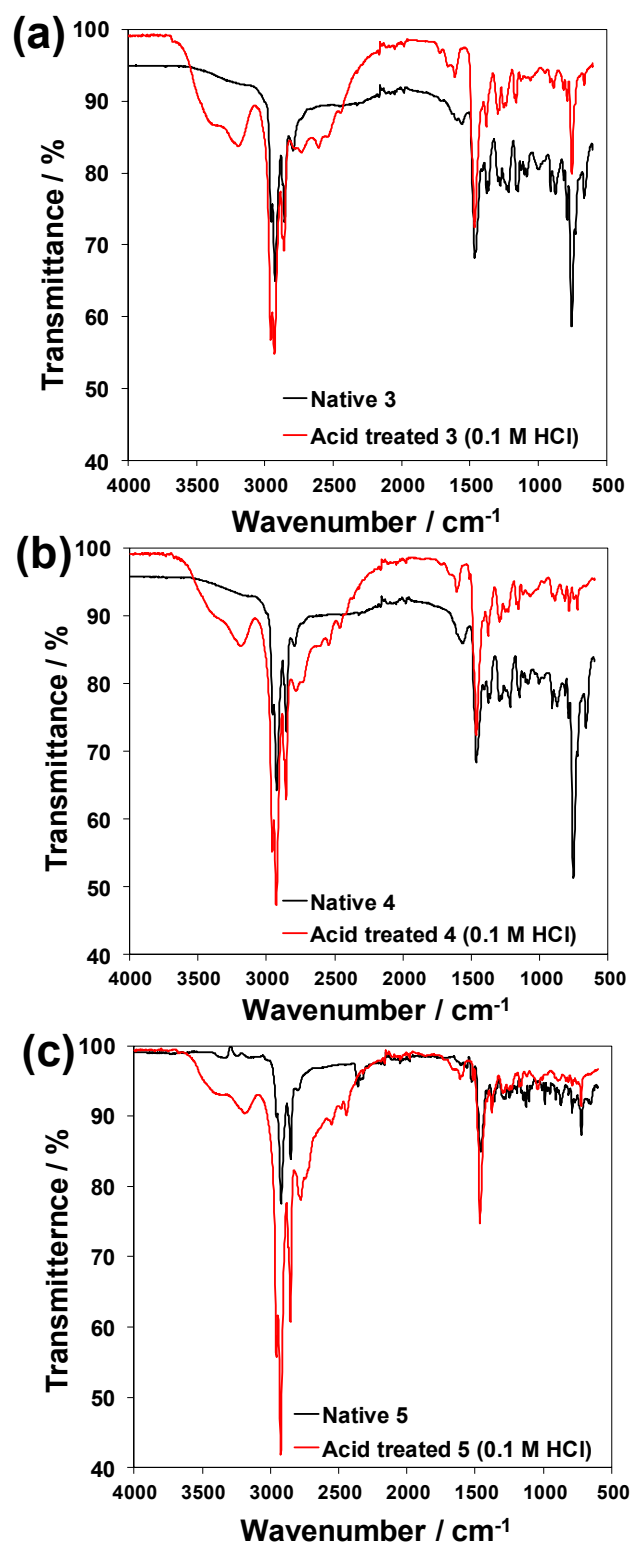 (a)
100
90
80
70
60
50
40
Transmittance / %
Native 3
Acid treated 3 (0.1 M HCl)
4000 3500 3000 2500 2000 1500 1000 500
Wavenumber / cm-1
(b)
100
90
80
70
60
50
40
Transmittance / %
Native 4
Acid treated 4 (0.1 M HCl)
4000 3500 3000 2500 2000 1500 1000 500
Wavenumber / cm-1
(c)
100
90
80
70
60
50
40
Transmitternce / %
Native 5
Acid treated 5 (0.1 M HCl)
4000 3500 3000 2500 2000 1500 1000 500
Wavenumber / cm-1